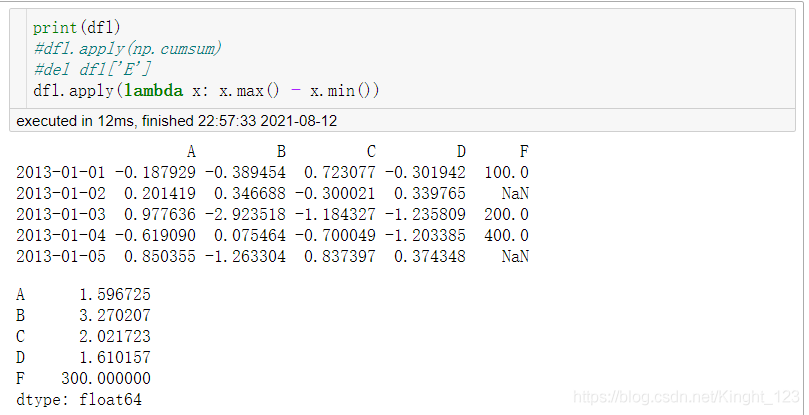 print(df1)
#df1.apply(np.cumsum)
#del df1['E']
df1.apply(lambda x: x.max() - x.min())
executed in 12ms, finished 22:57:33 2021-08-12
A B C D F
2013-01-01 -0.187929 -0.389454 0.723077 -0.301942 100.0
2013-01-02 0.201419 0.346688 -0.300021 0.339765 NaN
2013-01-03 0.977636 -2.923518 -1.184327 -1.235809 200.0
2013-01-04 -0.619090 0.075464 -0.700049 -1.203385 400.0
2013-01-05 0.850355 -1.263304 0.837397 0.374348 NaN
A 1.596725
B 3.270207
C 2.021723
D 1.610157
F 300.000000
dtype: float64
https://blog.csdn.net/Kinght_123